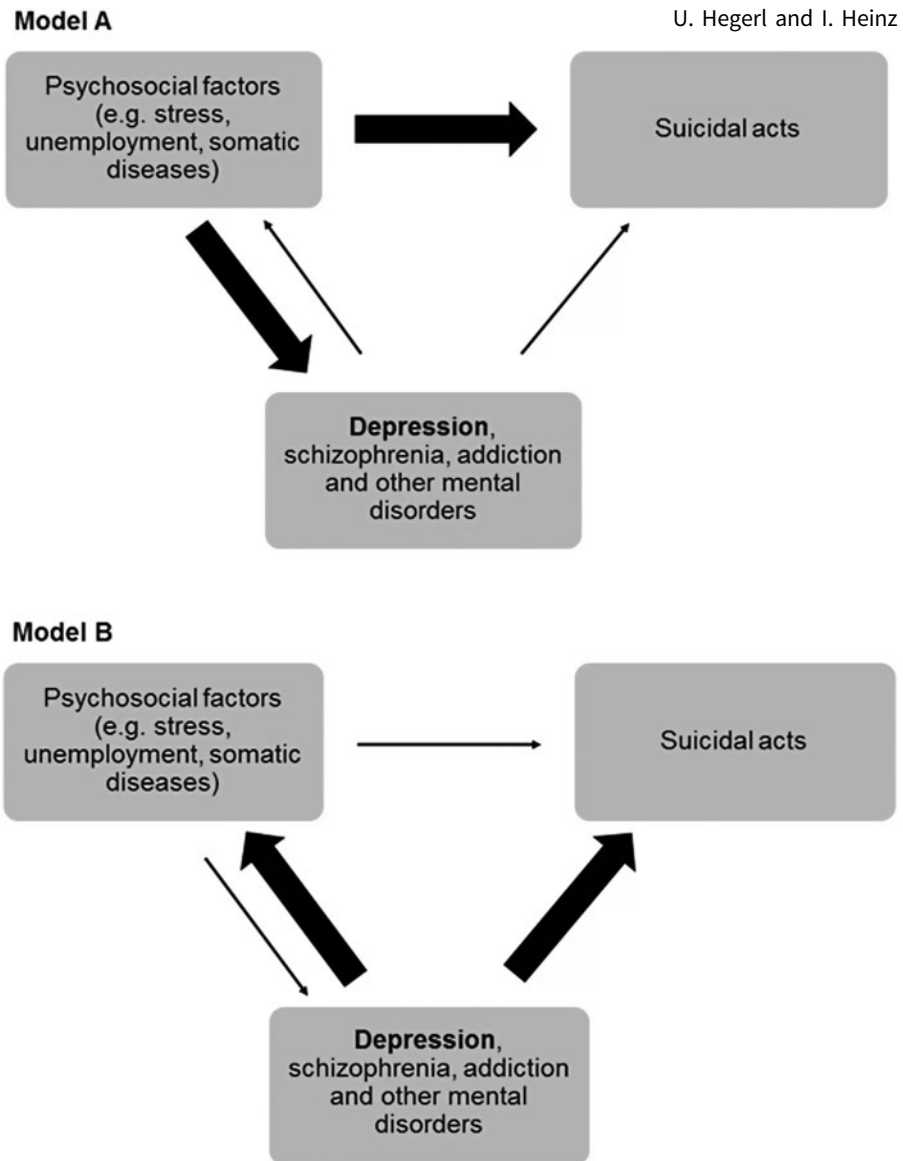 Model A
U. Hegerl and I. Heinz
Psychosocial factors
(e.g. stress,
unemployment, somatic
diseases)
Suicidal acts
Depression,
schizophrenia, addiction
and other mental
disorders
Model B
Psychosocial factors
(e.g. stress,
unemployment, somatic
diseases)
Suicidal acts
Depression,
schizophrenia, addiction
and other mental
disorders